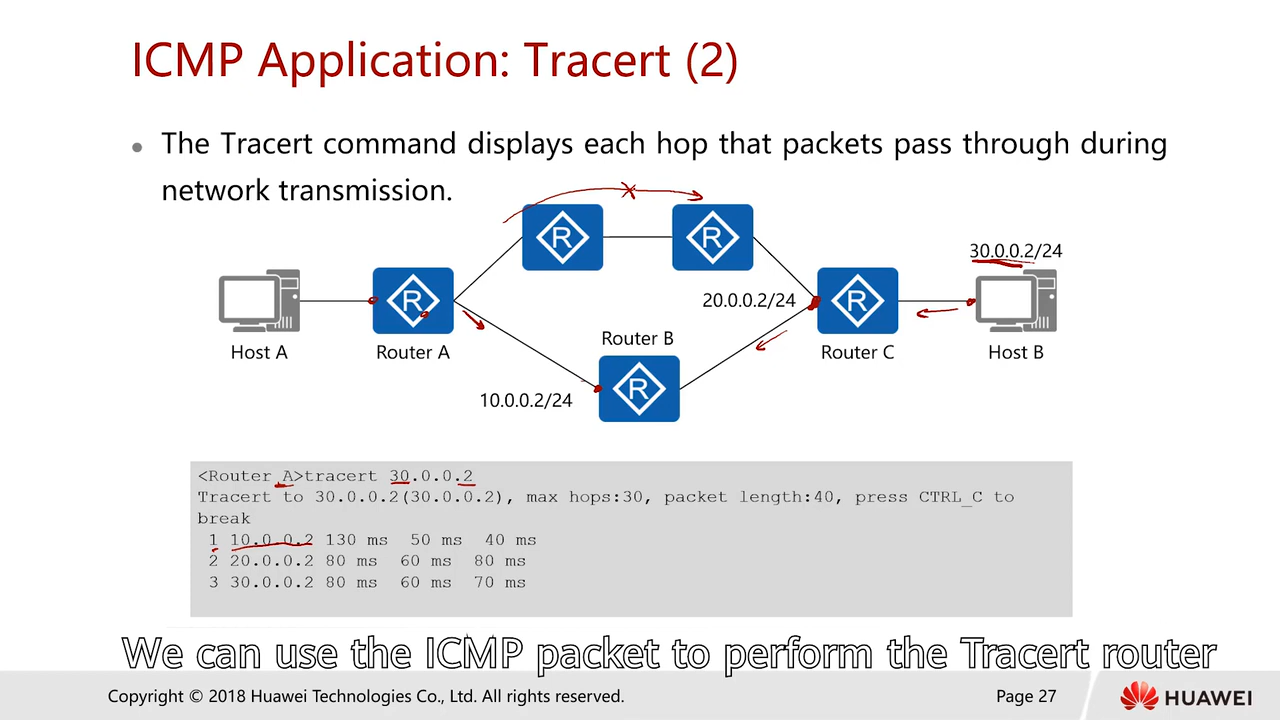 ICMP Application: Tracert (2)
• The Tracert command displays each hop that packets pass through during
network transmission.
R
R
30.0.0.2/24
R
20.0.0.2/24
R
Host A
Router A
Router B
Router C
Host B
R
10.0.0.2/24
<Router A>tracert 30.0.0.2
Tracert to 30.0.0.2(30.0.0.2), max hops:30, packet length:40, press CTRL_C to
break
1 10.0.0.2 130 ms 50 ms 40 ms
2 20.0.0.2 80 ms 60 ms 80 ms
3 30.0.0.2 80 ms 60 ms 70 ms
We can use the ICMP packet to perform the Tracert router
Copyright © 2018 Huawei Technologies Co., Ltd. All rights reserved.
Page 27
HUAWEI